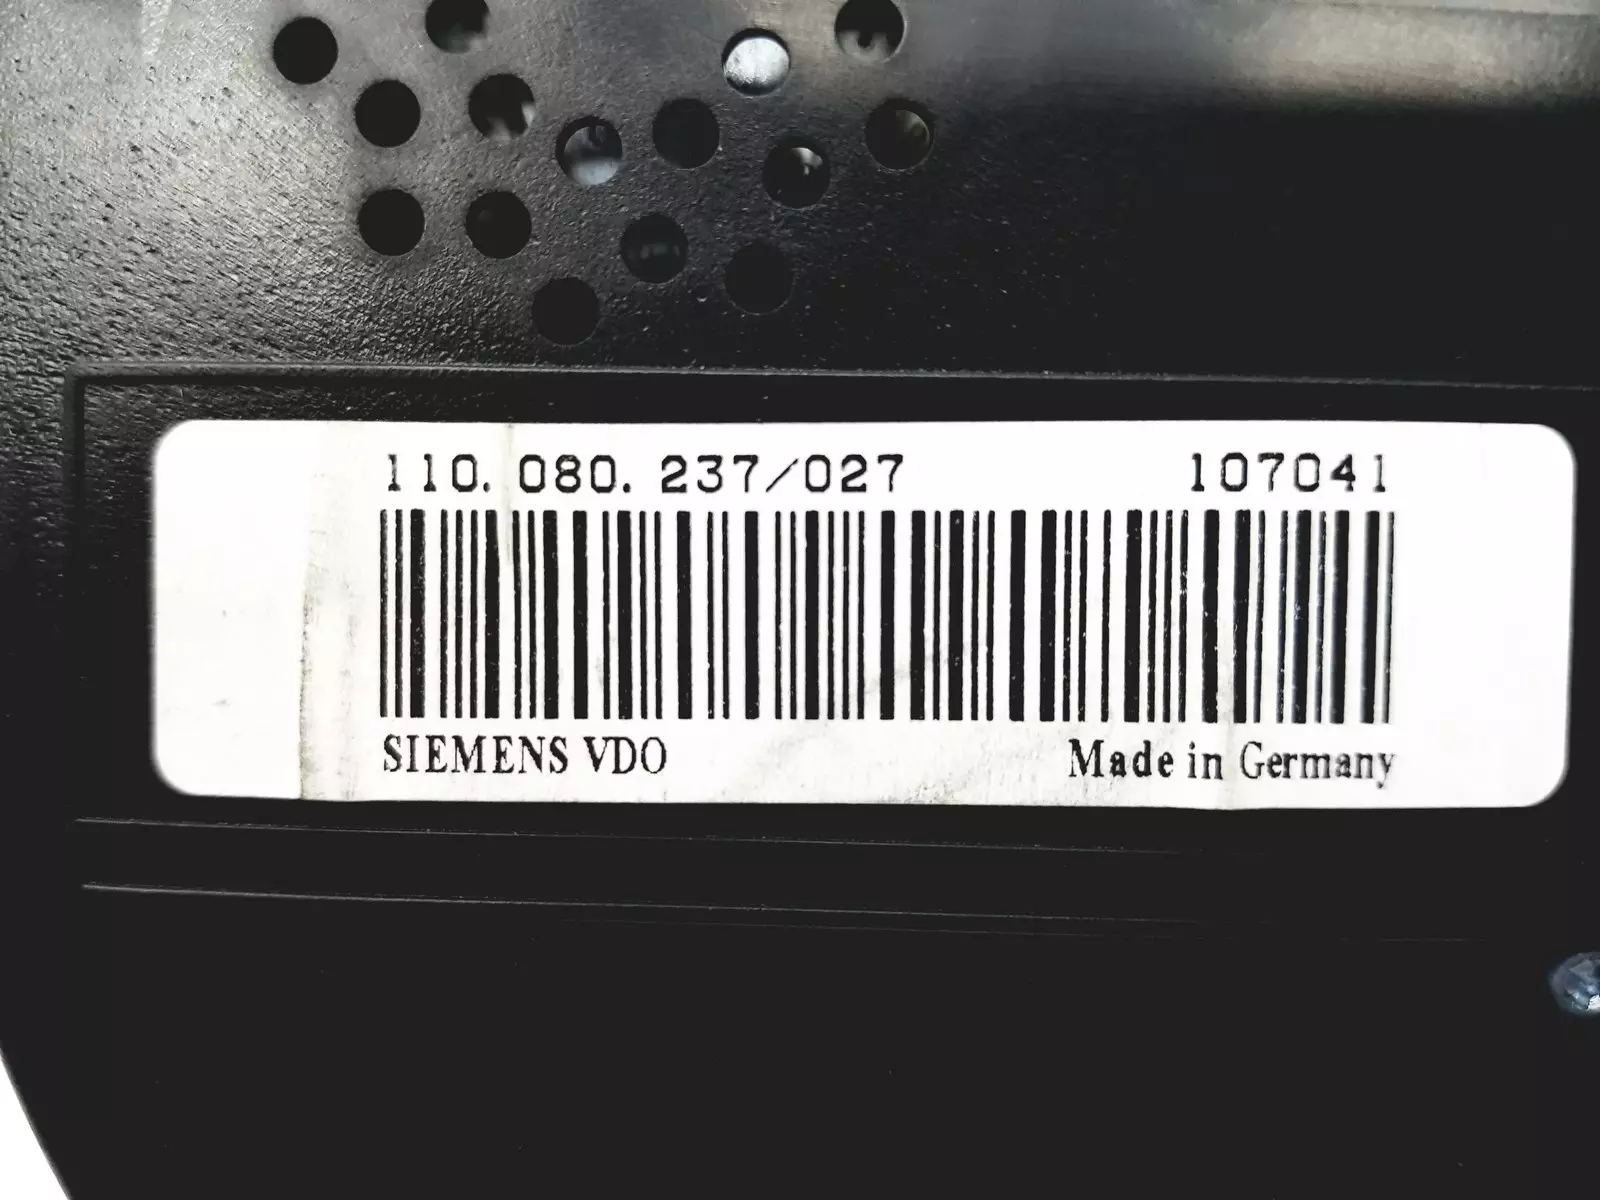 110.080.237/027 107041
SIEMENS VDO Made in Germany